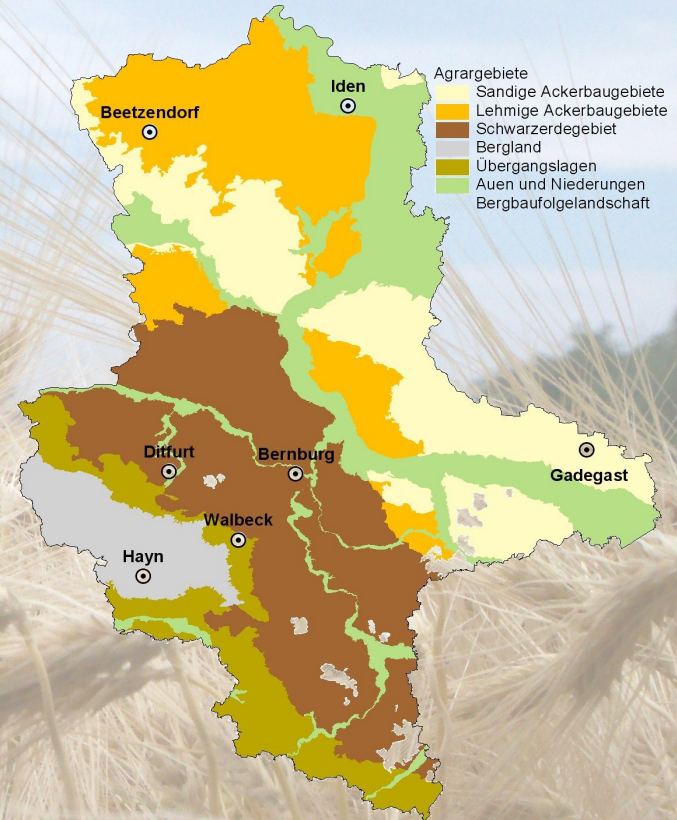 Iden
Beetzendorf
Agrargebiete
Sandige Ackerbaugebiete
Lehmige Ackerbaugebiete
Schwarzerdegebiet
Bergland
Übergangslagen
Auen und Niederungen
Bergbaufolgelandschaft
Ditfurt
Bernburg
Gadegast
Walbeck
Hayn